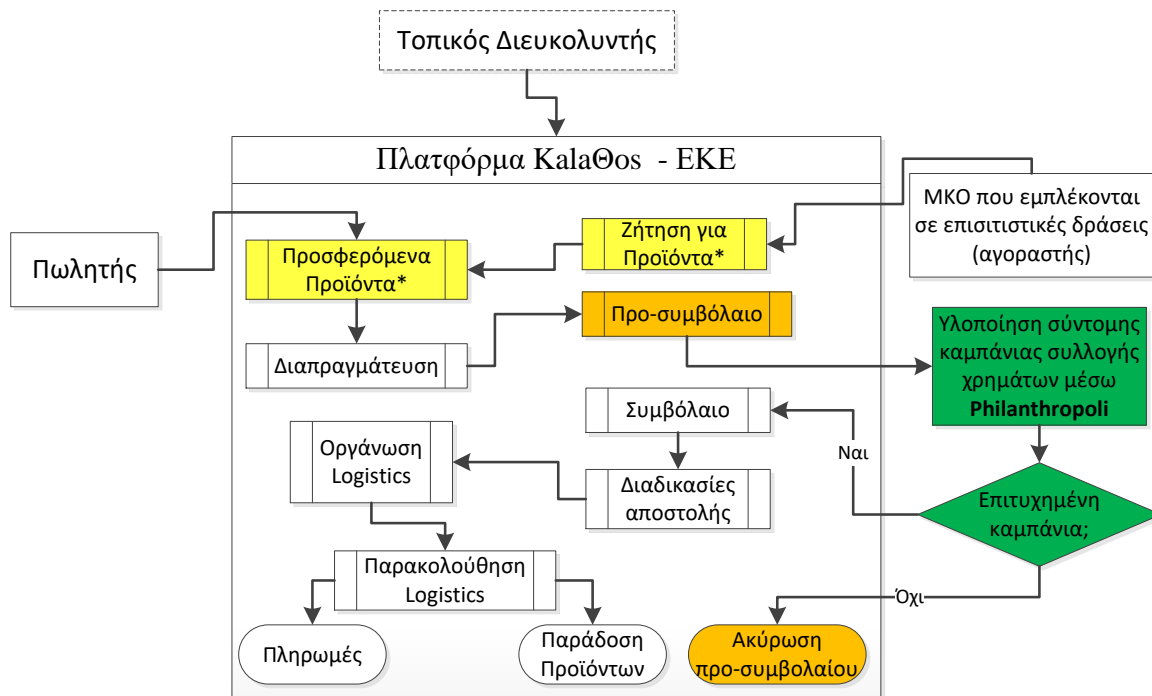 Τοπικός Διευκολυντής
Πλατφόρμα KalaΘos - ΕΚΕ
ΜΚΟ που εμπλέκονται
σε επισιτιστικές δράσεις
(αγοραστής)
Πωλητής
Προσφερόμενα
Προϊόντα*
Ζήτηση για
Προϊόντα*
Διαπραγμάτευση
Προ-συμβόλαιο
Υλοποίηση σύντομης
καμπάνιας συλλογής
χρημάτων μέσω
Philanthropoli
Συμβόλαιο
Ναι
Οργάνωση
Logistics
Διαδικασίες
αποστολής
Επιτυχημένη
καμπάνια;
Παρακολούθηση
Logistics
Όχι
Πληρωμές
Παράδοση
Προϊόντων
Ακύρωση
προ-συμβολαίου